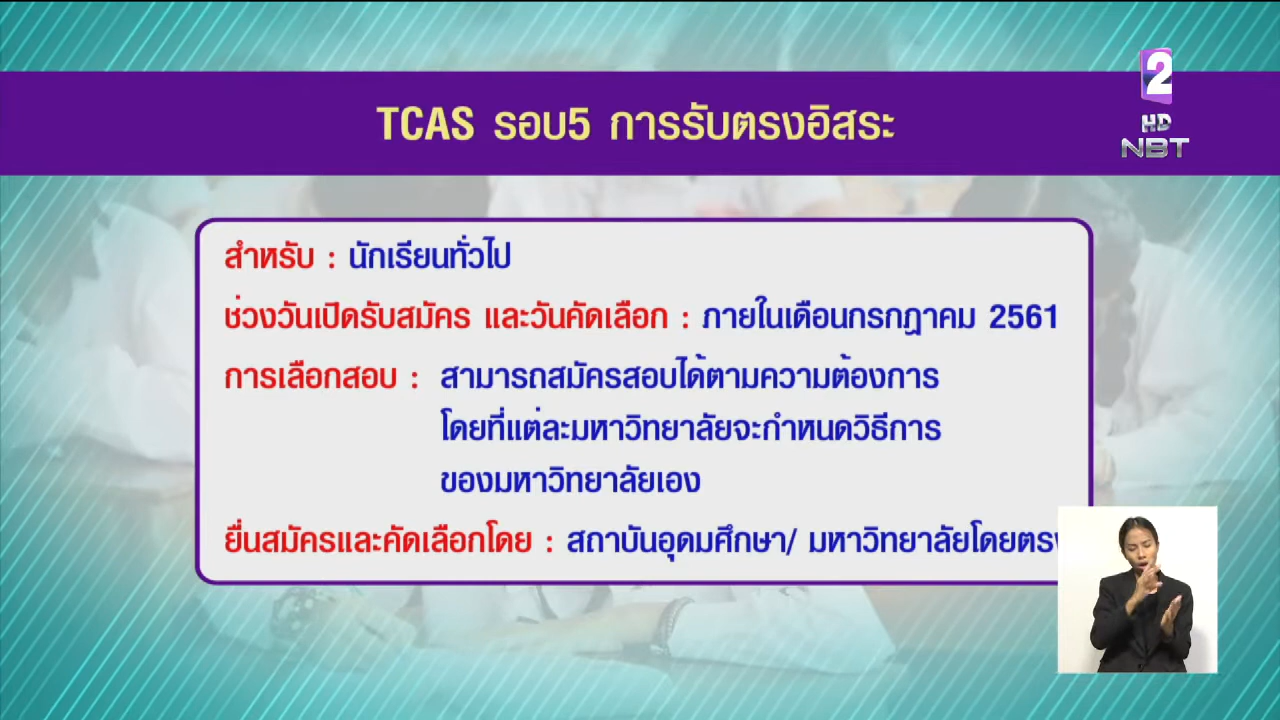 TCAS รอบ5 การรับตรงอิสระ
2
HD
NBT
สำหรับ : นักเรียนทั่วไป
ช่วงวันเปิดรับสมัคร และวันคัดเลือก : ภายในเดือนกรกฎาคม 2561
การเลือกสอบ : สามารถสมัครสอบได้ตามความต้องการ
โดยที่แต่ละมหาวิทยาลัยจะกำหนดวิธีการ
ของมหาวิทยาลัยเอง
ยื่นสมัครและคัดเลือกโดย : สถาบันอุดมศึกษา/ มหาวิทยาลัยโดยตรง